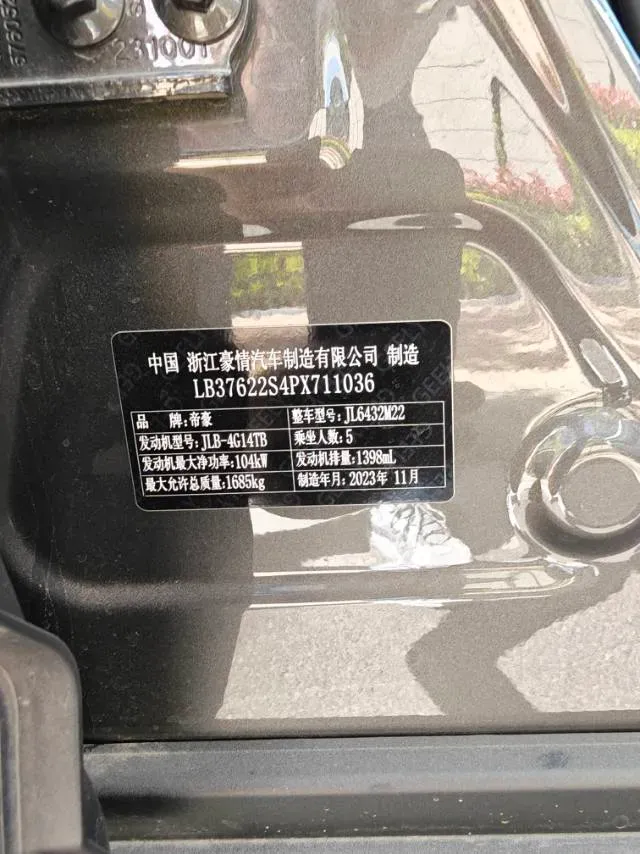 231001
中国 浙江豪情汽车制造有限公司 制造
LB37622S4PX711036
品 牌:帝豪 整车型号:JL6432M22
发动机型号:JLB-4G14TB 乘坐人数:5
发动机最大净功率:104kW 发动机排量:1398mL
最大允许总质量:1685kg 制造年月:2023年 11月